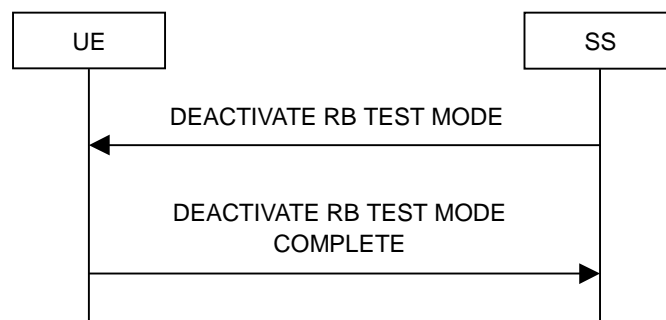 UE
SS
DEACTIVATE RB TEST MODE
DEACTIVATE RB TEST MODE
COMPLETE